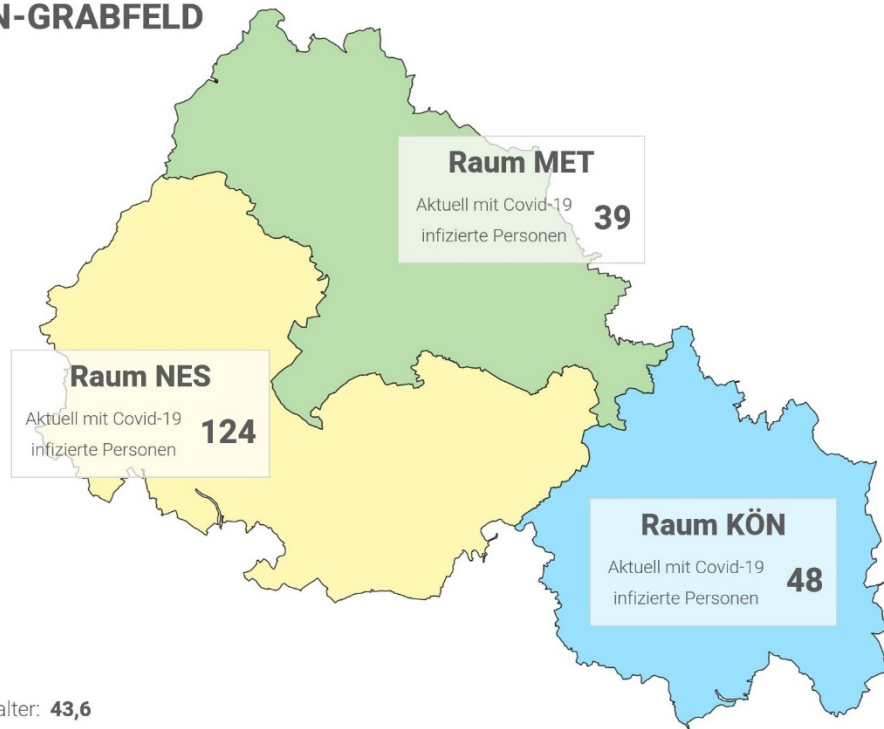 N-GRABFELD
Raum MET
Aktuell mit Covid-19
infizierte Personen
39
Raum NES
Aktuell mit Covid-19
infizierte Personen
124
Raum KÖN
Aktuell mit Covid-19
infizierte Personen
48
alter: 43,6